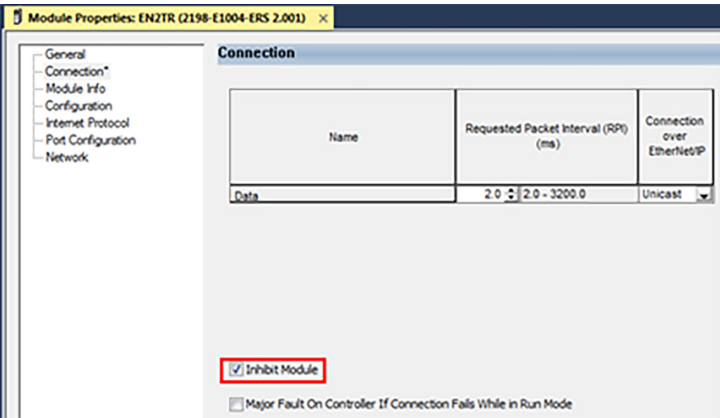 Module Properties: EN2TR (2198-E1004-ERS 2.001) ×
General
Connection*
Module Info
Configuration
Internet Protocol
Port Configuration
Network
Connection
Name
Requested Packet Interval (RPI)
(ms)
Connection
over
EtherNet/IP
Data
2.0
2.0 - 3200.0
Unicast
Inhibit Module
Major Fault On Controller If Connection Fails While in Run Mode